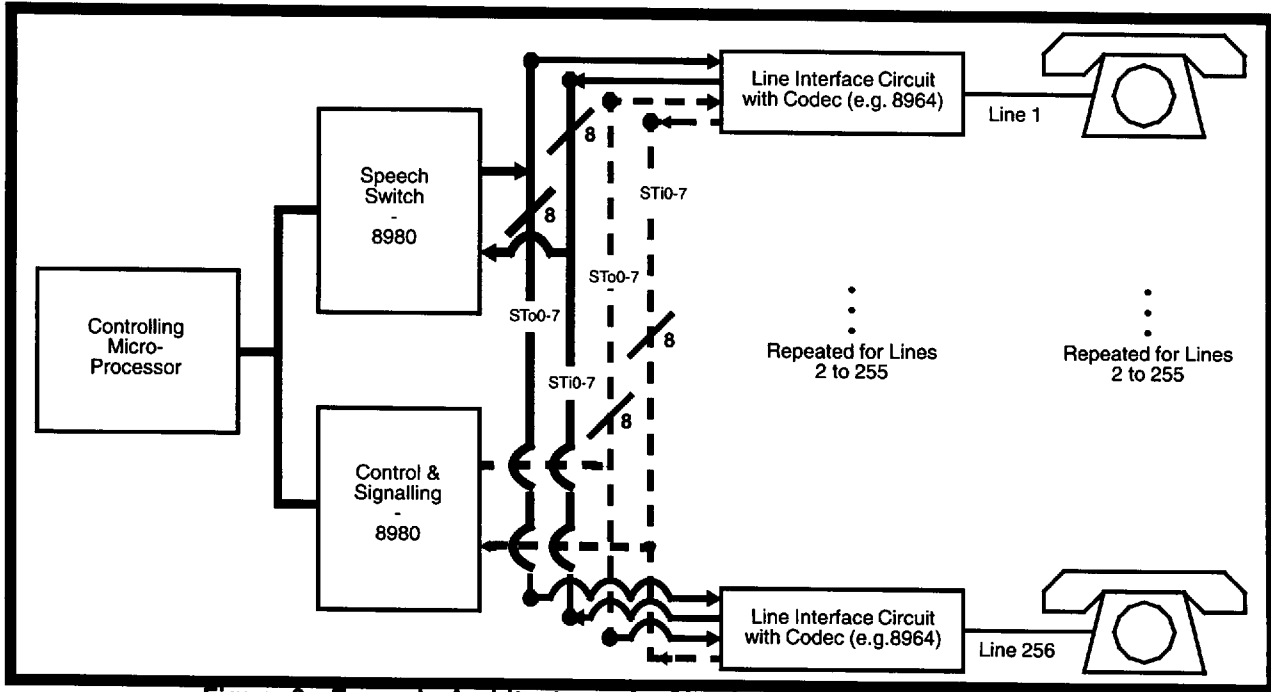 Line Interface Circuit
with Codec (e.g. 8964)
Line 1
8
8
Speech
Switch
-
8980
STi0-7
STo0-7
STo0-7
Controlling
Micro-
Processor
8
Repeated for Lines
2 to 255
Repeated for Lines
2 to 255
STi0-7
8
Control &
Signalling
-
8980
Line Interface Circuit
with Codec (e.g.8964)
Line 256